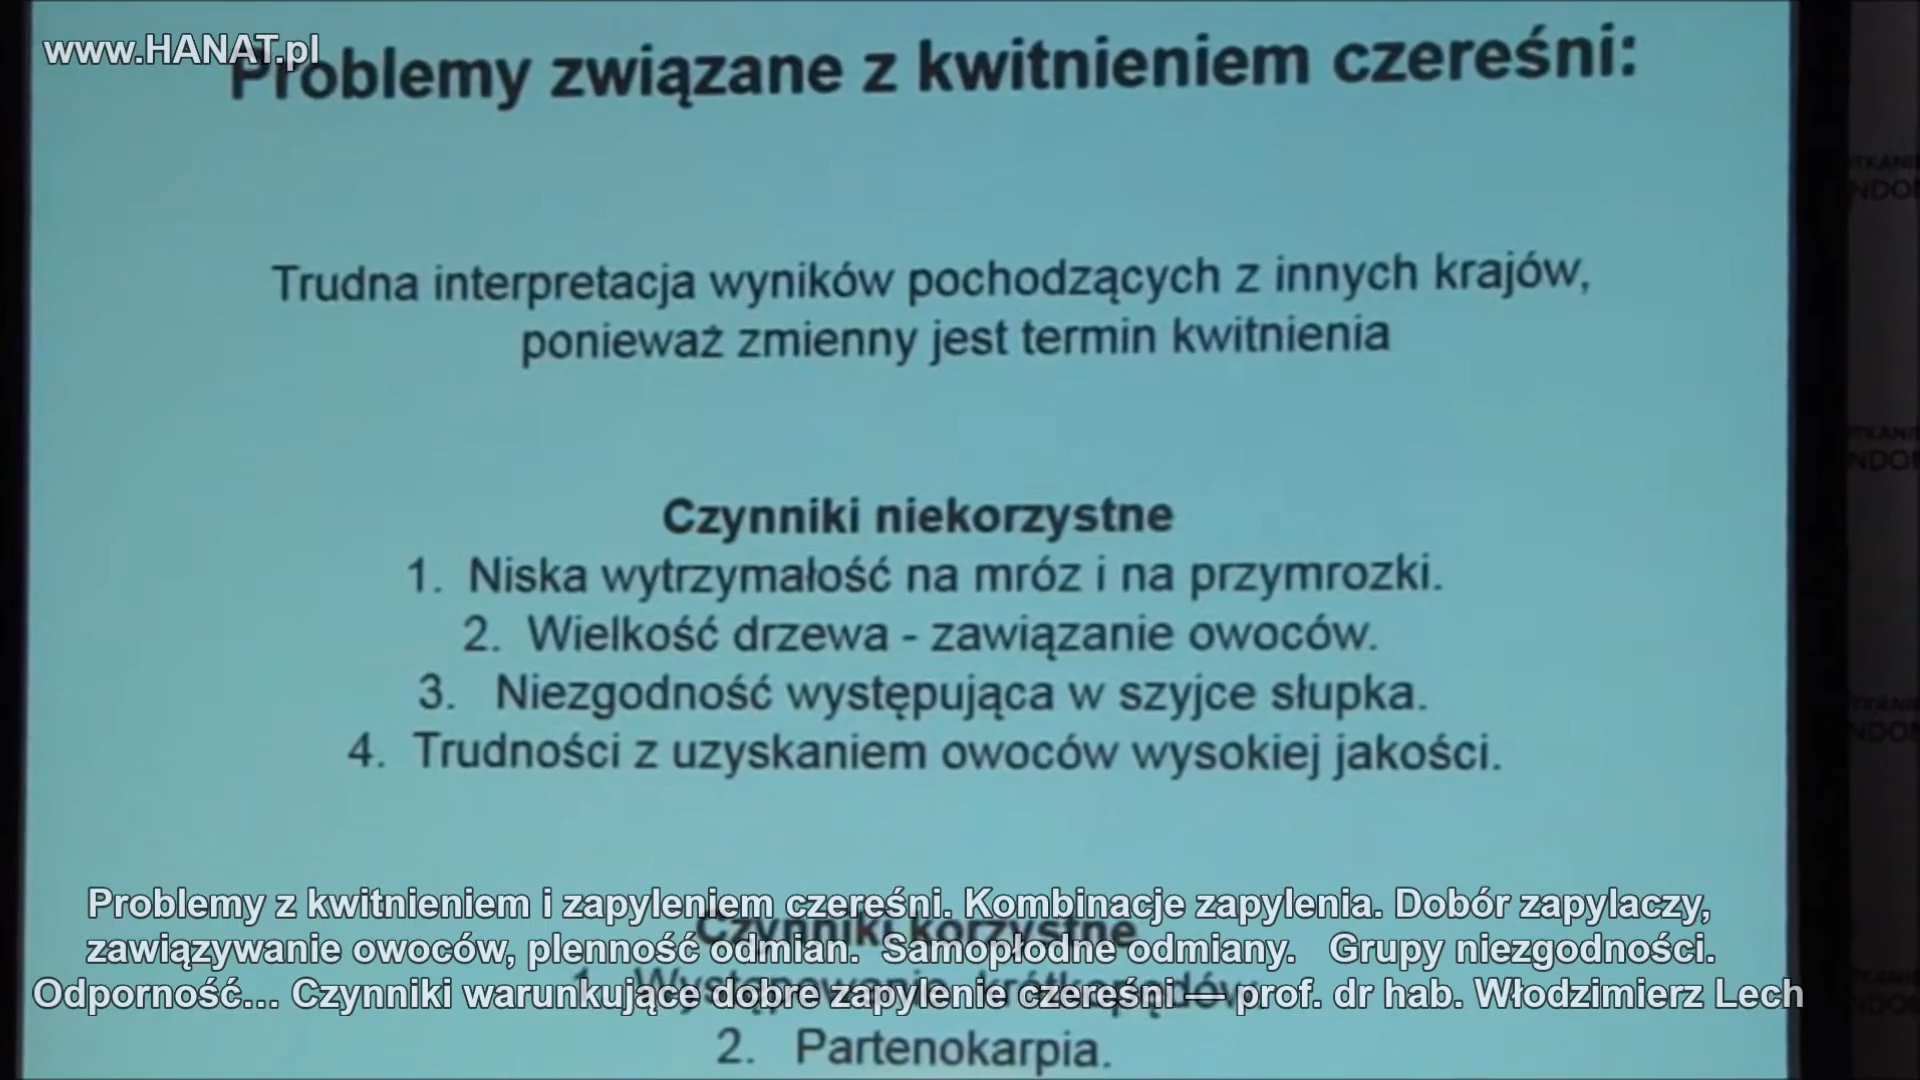 www.HANAT.pl
Problemy związane z kwitnieniem czereśni:
Trudna interpretacja wyników pochodzących z innych krajów,
ponieważ zmienny jest termin kwitnienia
Czynniki niekorzystne
1. Niska wytrzymałość na mróz i na przymrozki.
2. Wielkość drzewa - zawiązanie owoców.
3. Niezgodność występująca w szyjce słupka.
4. Trudności z uzyskaniem owoców wysokiej jakości.
Problemy z kwitnieniem i zapyleniem czereśni. Kombinacje zapylenia. Dobór zapylaczy,
Czynniki korzystne
zawiązywanie owoców, plenność odmian. Samopłodne odmiany. Grupy niezgodności.
1. Występowanie krótkopędów.
Odporność... Czynniki warunkujące dobre zapylenie czereśni — prof. dr hab. Włodzimierz Lech
2. Partenokarpia.